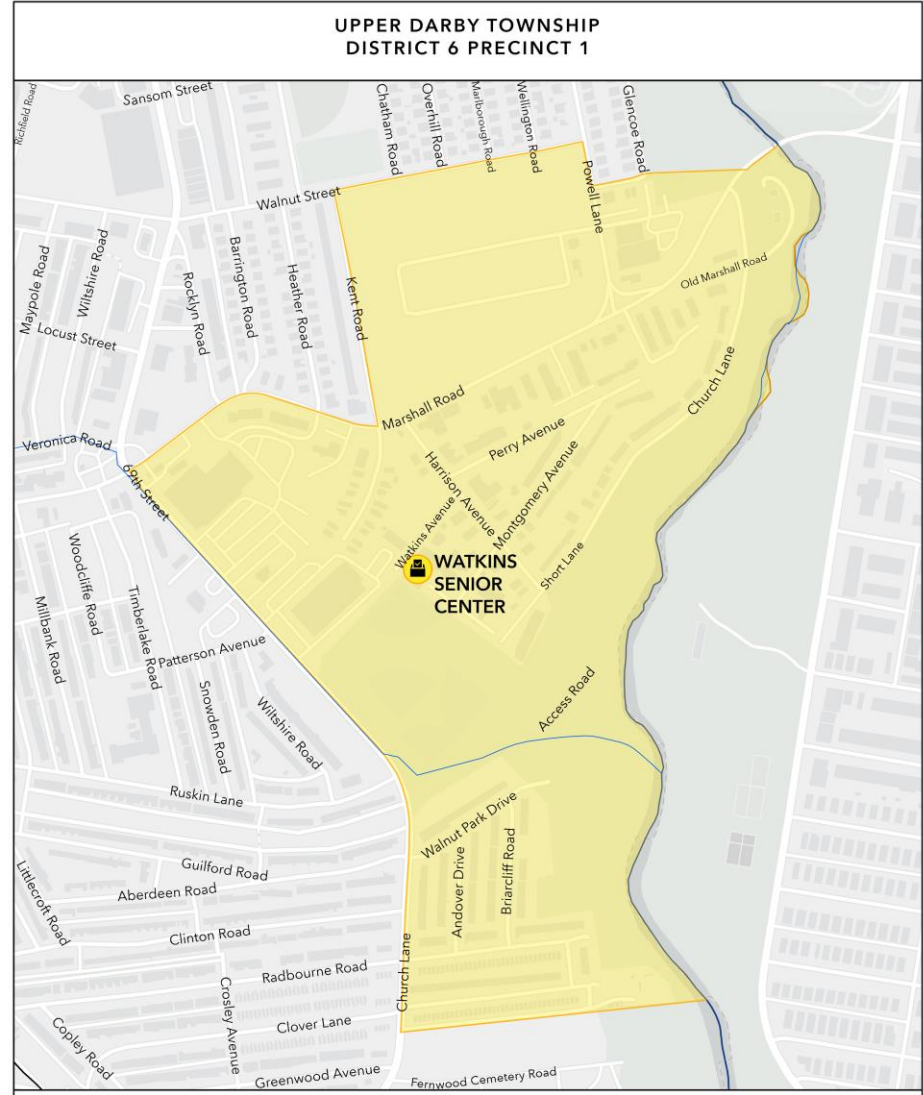 UPPER DARBY TOWNSHIP
DISTRICT 6 PRECINCT 1
Richfield Road
Sansom Street
Chatham Road
Overhill Road
Marlborough Road
Wellington Road
Glencoe Road
Walnut Street
Powell Lane
Maypole Road
Wiltshire Road
Barrington Road
Rocklyn Road
Heather Road
Kent Road
Old Marshall Road
Locust Street
Church Lane
Marshall Road
Veronica Road
69th Street
Perry Avenue
Harrison Avenue
Montgomery Avenue
Watkins Avenue
WATKINS
SENIOR
CENTER
Short Lane
Woodcliffe Road
Timberlake Road
Millbank Road
Patterson Avenue
Snowden Road
Wiltshire Road
Access Road
Ruskin Lane
Walnut Park Drive
Guilford Road
Andover Drive
Briarcliff Road
Littlecroft Road
Aberdeen Road
Clinton Road
Church Lane
Radbourne Road
Crosley Avenue
Clover Lane
Copley Road
Greenwood Avenue
Fernwood Cemetery Road